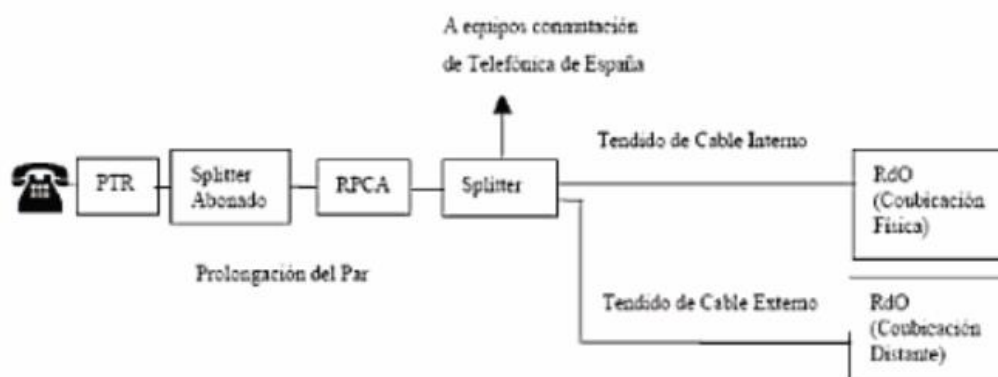 A equipos conmutación
de Telefónica de España
Tendido de Cable Interno
PTR
Splitter
Abonado
RPCA
Splitter
RdO
(Coubicación
Física)
Prolongación del Par
Tendido de Cable Externo
RdO
(Coubicación
Distante)